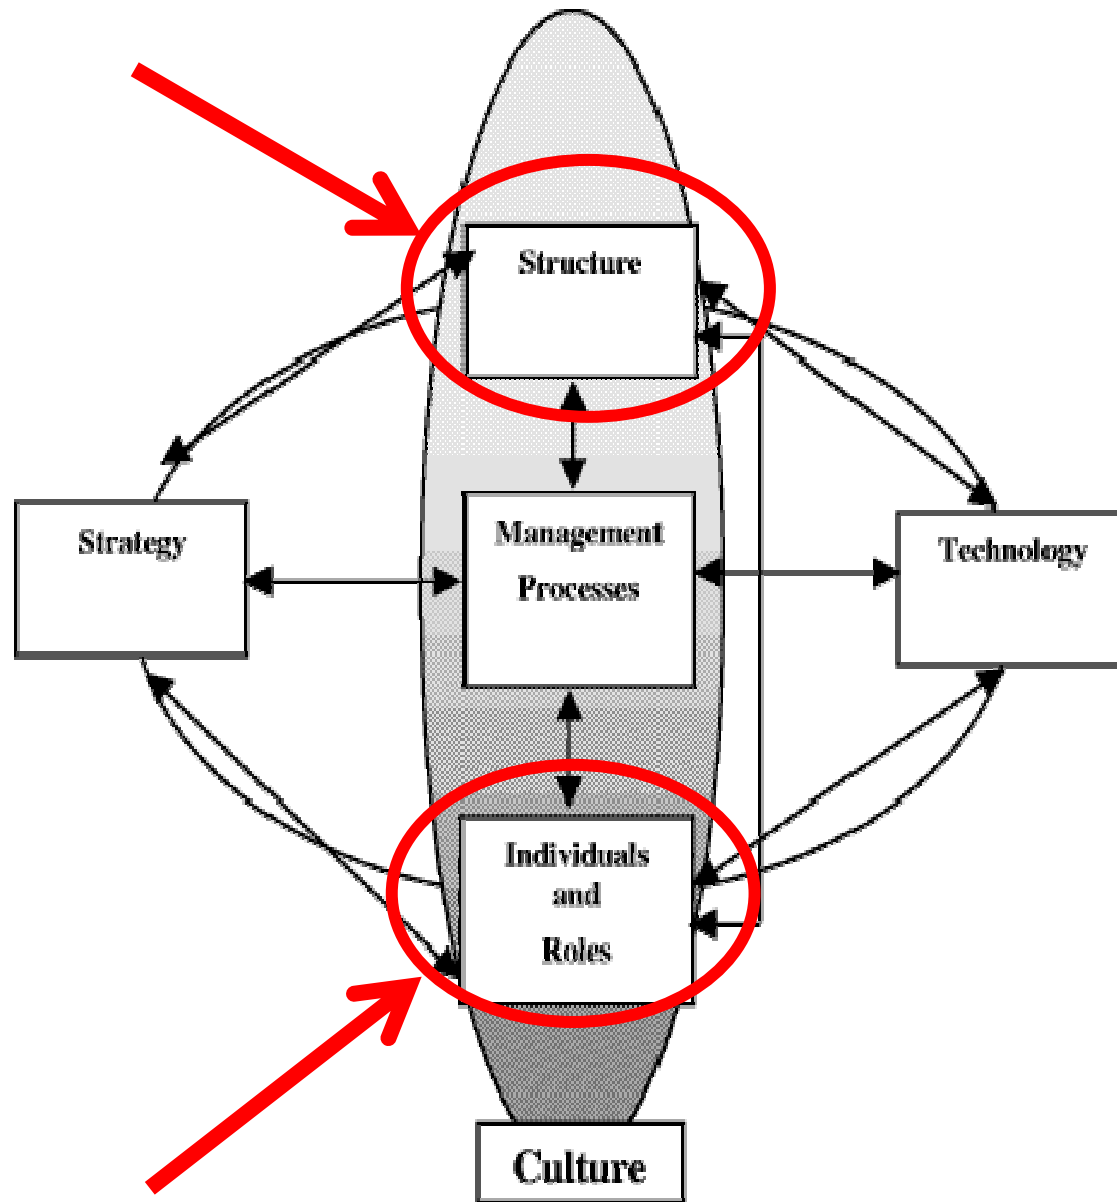 Structure
Strategy
Management
Processes
Technology
Individuals
and
Roles
Culture